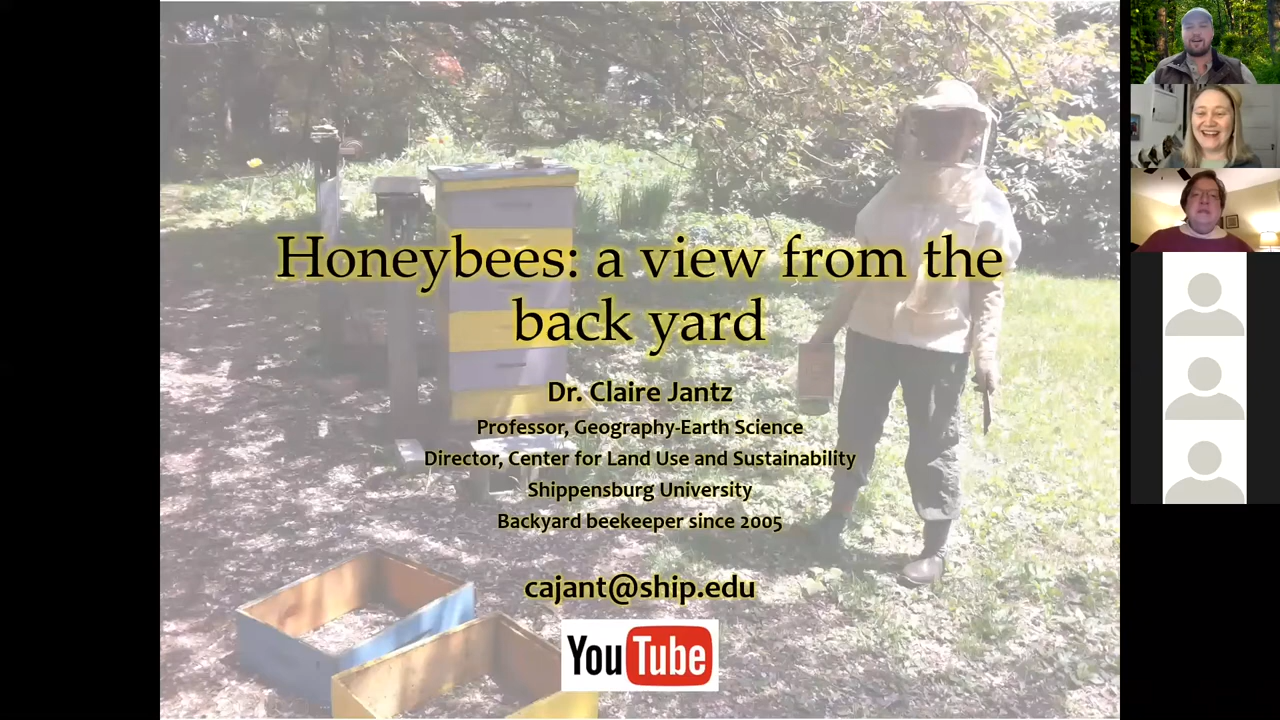 Honeybees: a view from the
back yard
Dr. Claire Jantz
Professor, Geography-Earth Science
Director, Center for Land Use and Sustainability
Shippensburg University
Backyard beekeeper since 2005
cajant@ship.edu
YouTube